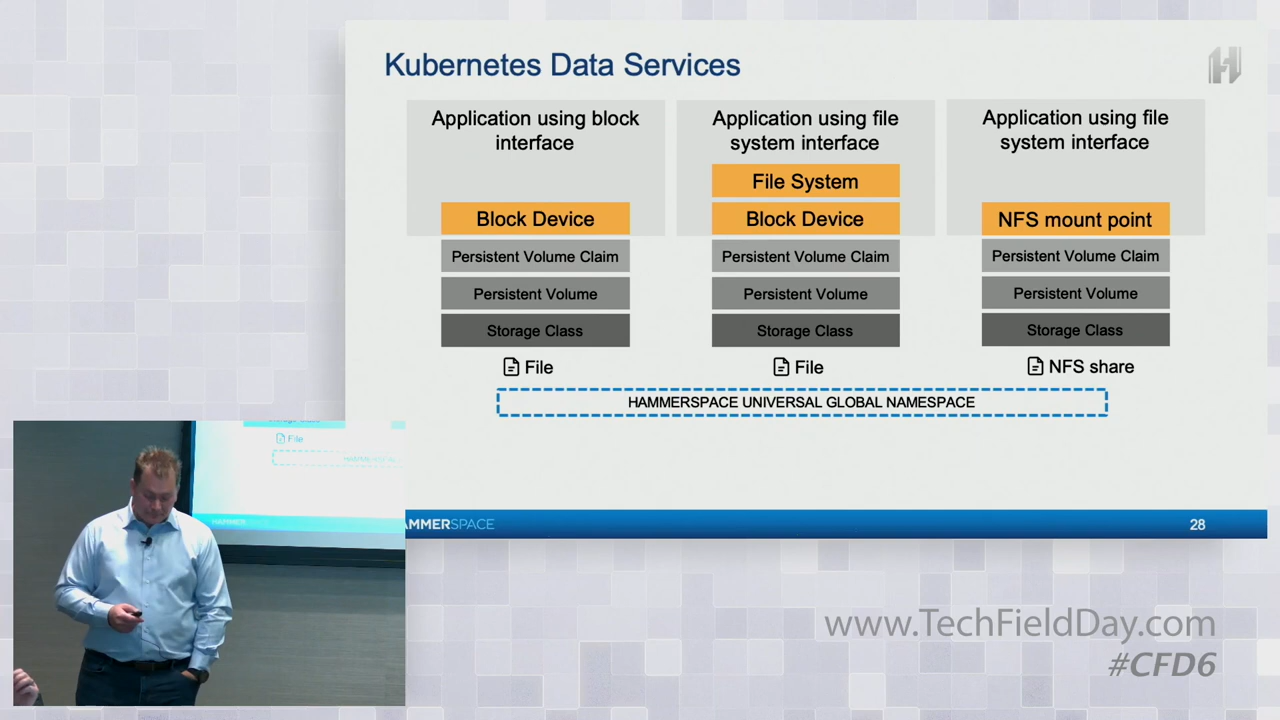 Kubernetes Data Services
Application using block
interface
Block Device
Persistent Volume Claim
Persistent Volume
Storage Class
File
Application using file
system interface
File System
Block Device
Persistent Volume Claim
Persistent Volume
Storage Class
File
Application using file
system interface
NFS mount point
Persistent Volume Claim
Persistent Volume
Storage Class
NFS share
HAMMERSPACE UNIVERSAL GLOBAL NAMESPACE
AMMERSPACE
28
File
HAMMER
www.TechFieldDay.com
#CFD6